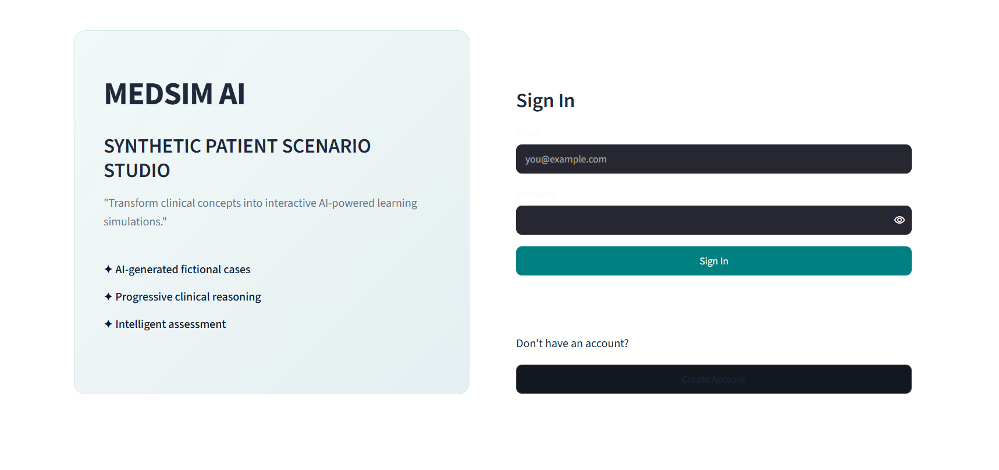 MEDSIM AI
SYNTHETIC PATIENT SCENARIO
STUDIO
"Transform clinical concepts into interactive AI-powered learning
simulations."
✦ AI-generated fictional cases
✦ Progressive clinical reasoning
✦ Intelligent assessment
Sign In
Email
you@example.com
Password
Sign In
Don't have an account?
Create Account